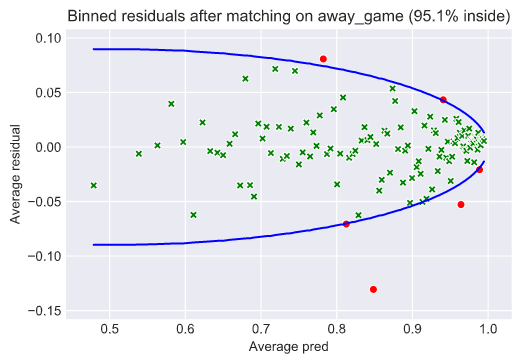 Binned residuals after matching on away_game (95.1% inside)
0.10
0.05
0.00
−0.05
−0.10
−0.15
Average residual
0.5 0.6 0.7 0.8 0.9 1.0
Average pred